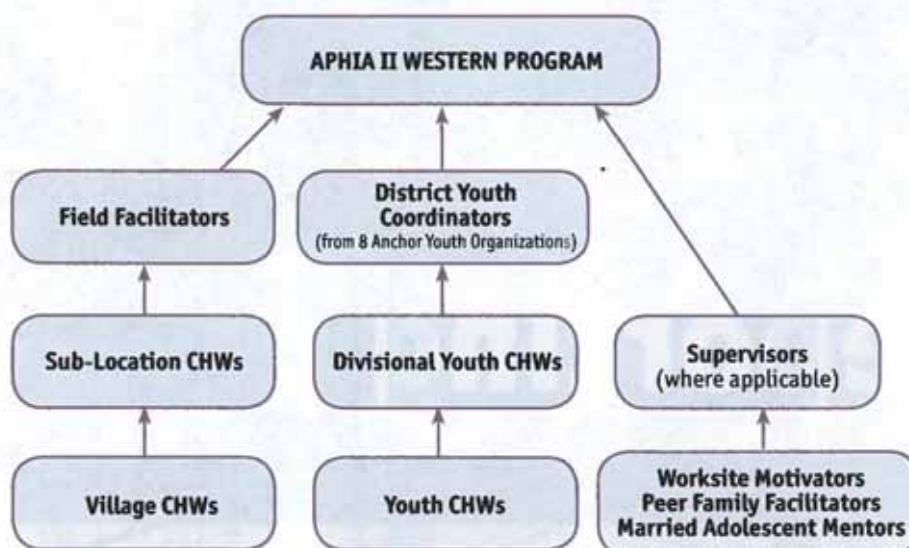 APHIA II WESTERN PROGRAM
Field Facilitators
District Youth
Coordinators
(from 8 Anchor Youth Organizations)
Sub-Location CHWs
Divisional Youth CHWs
Supervisors
(where applicable)
Village CHWs
Youth CHWs
Worksite Motivators
Peer Family Facilitators
Married Adolescent Mentors